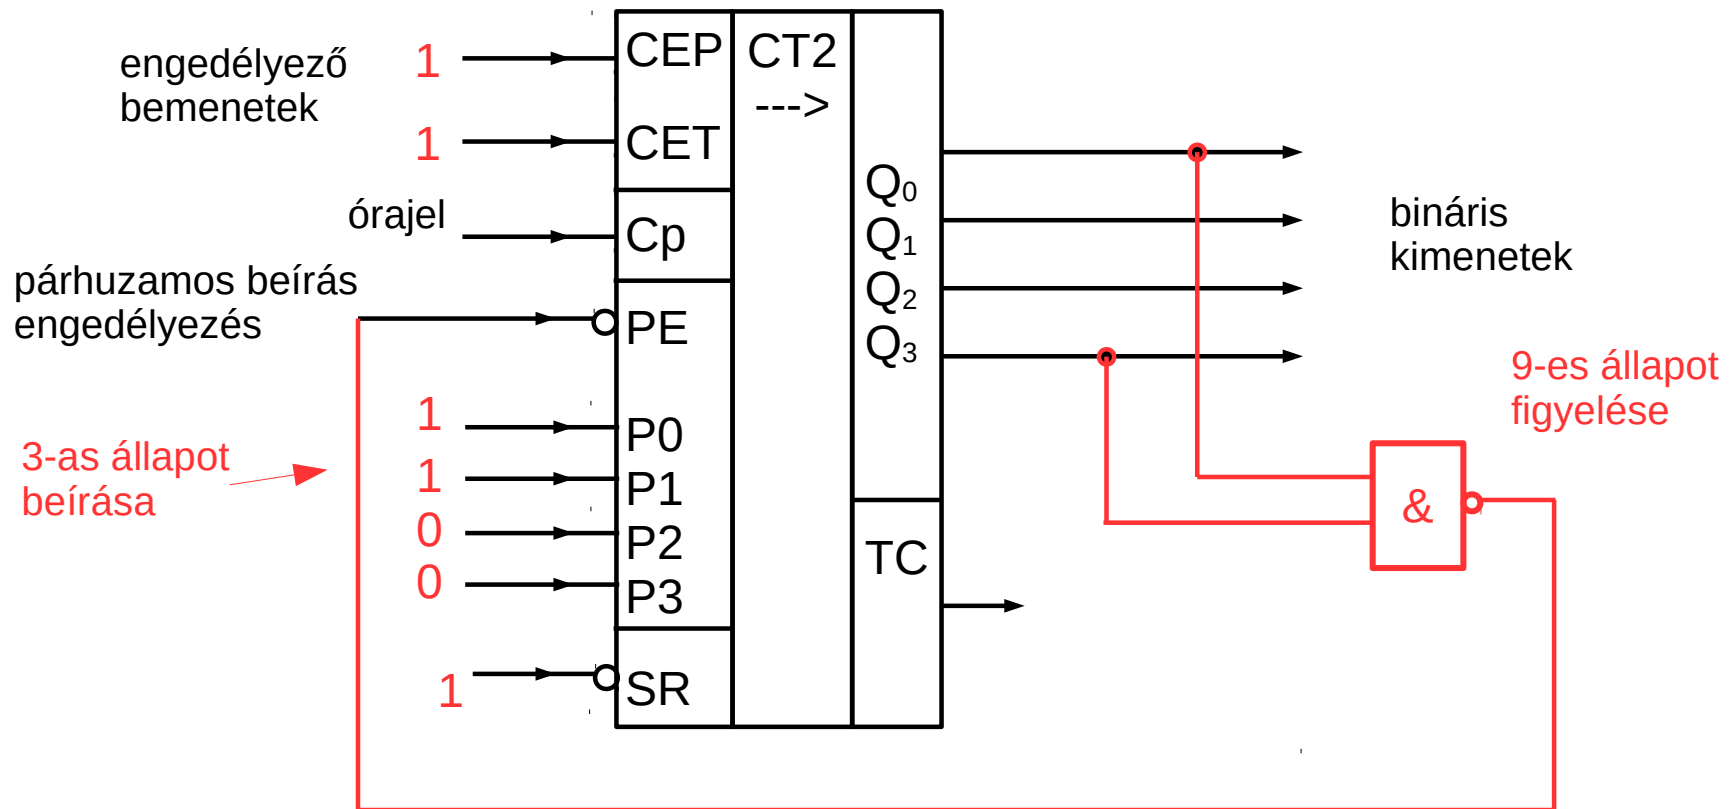 engedélyező
bemenetek
1
1
órajel
párhuzamos beírás
engedélyezés
3-as állapot
beírása
1
1
0
0
1
CEP
CET
Cp
PE
P0
P1
P2
P3
SR
CT2
--->
Q0
Q1
Q2
Q3
TC
bináris
kimenetek
9-es állapot
figyelése
&